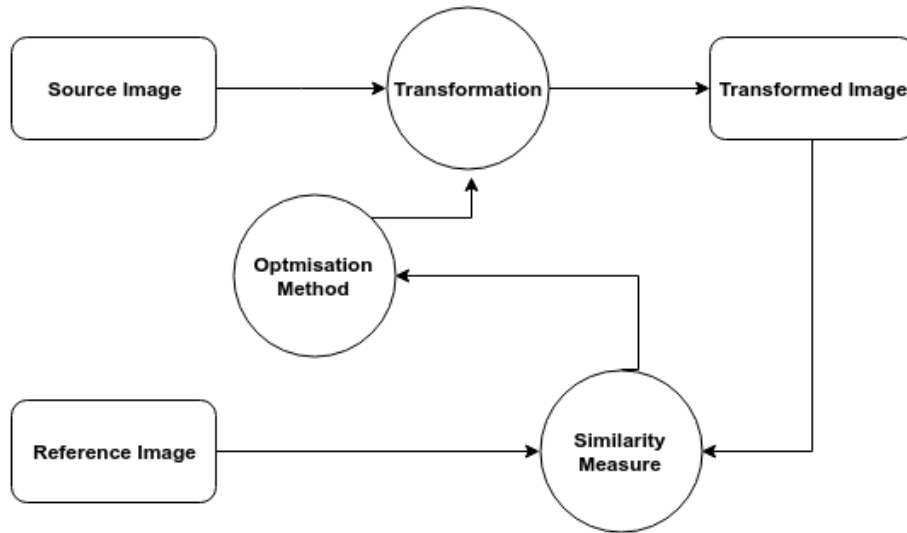 Source Image
Transformation
Transformed Image
Optmisation
Method
Reference Image
Similarity
Measure